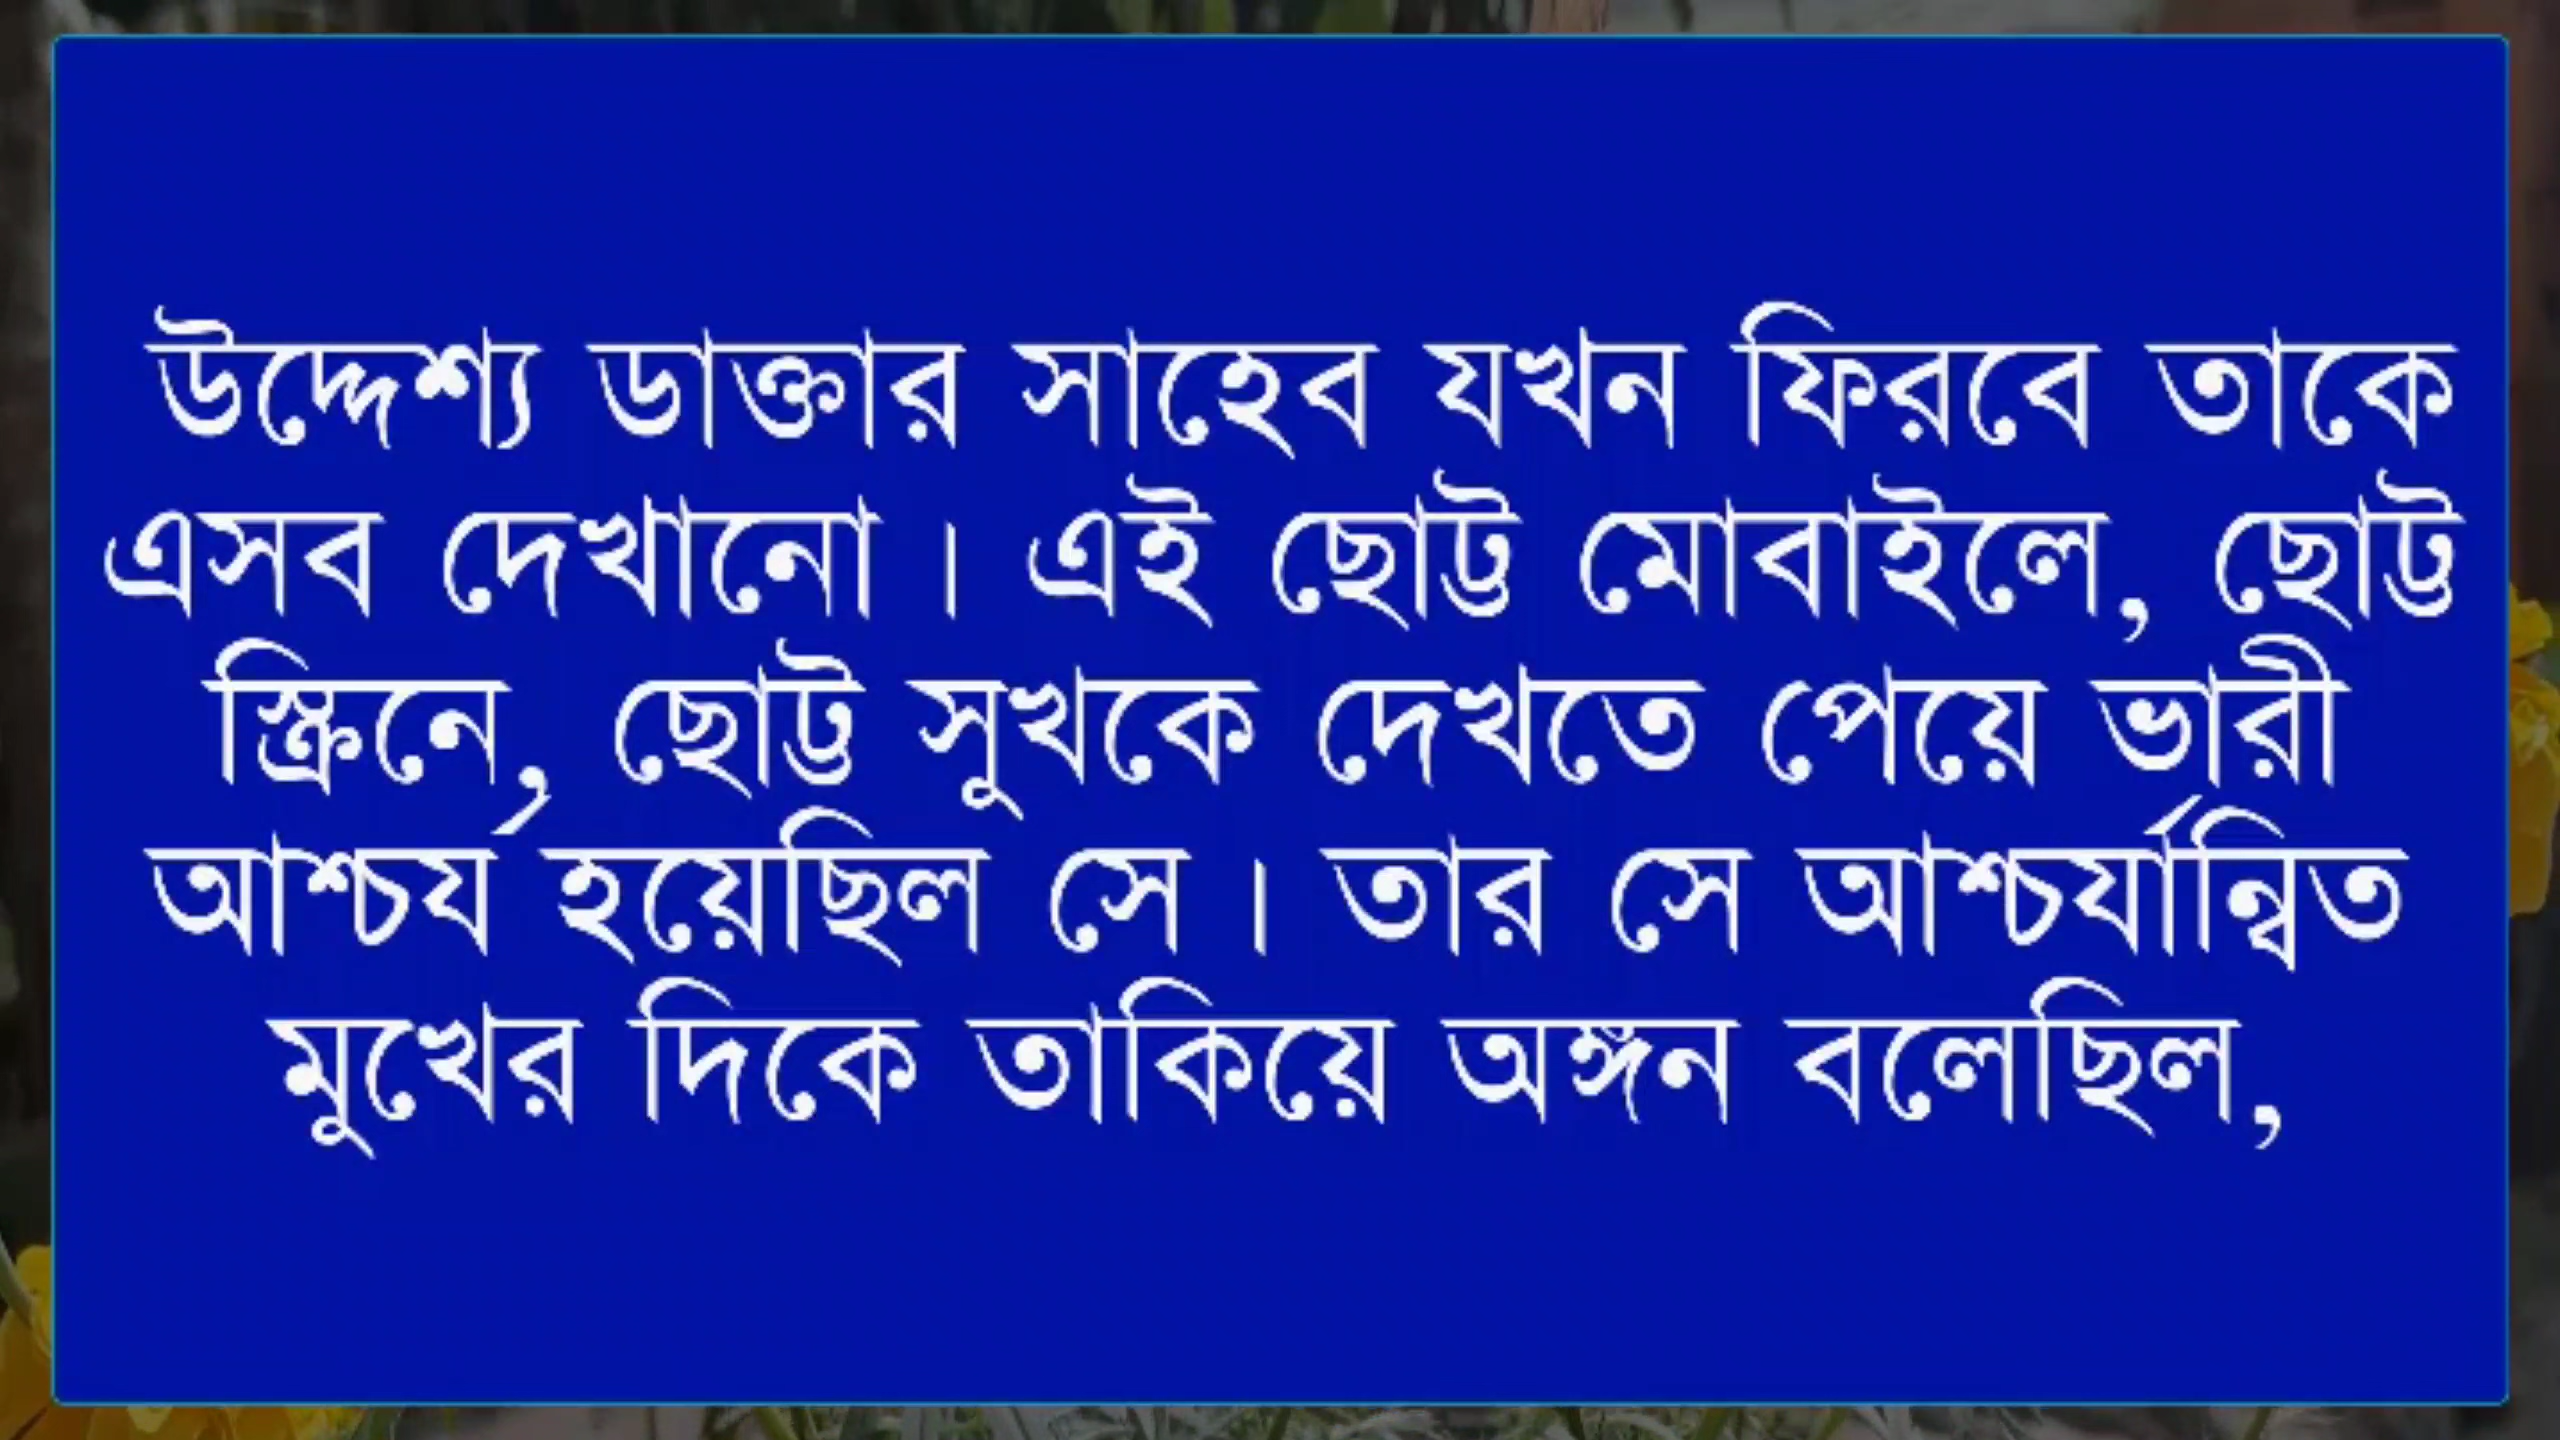 উদ্দেশ্য ডাক্তার সাহেব যখন ফিরবে তাকে
এসব দেখানো। এই ছোট্ট মোবাইলে, ছোট্ট
স্ক্রিনে, ছোট্ট সুখকে দেখতে পেয়ে ভারী
আশ্চর্য হয়েছিল সে। তার সে আশ্চর্যান্বিত
মুখের দিকে তাকিয়ে অঙ্গন বলেছিল,